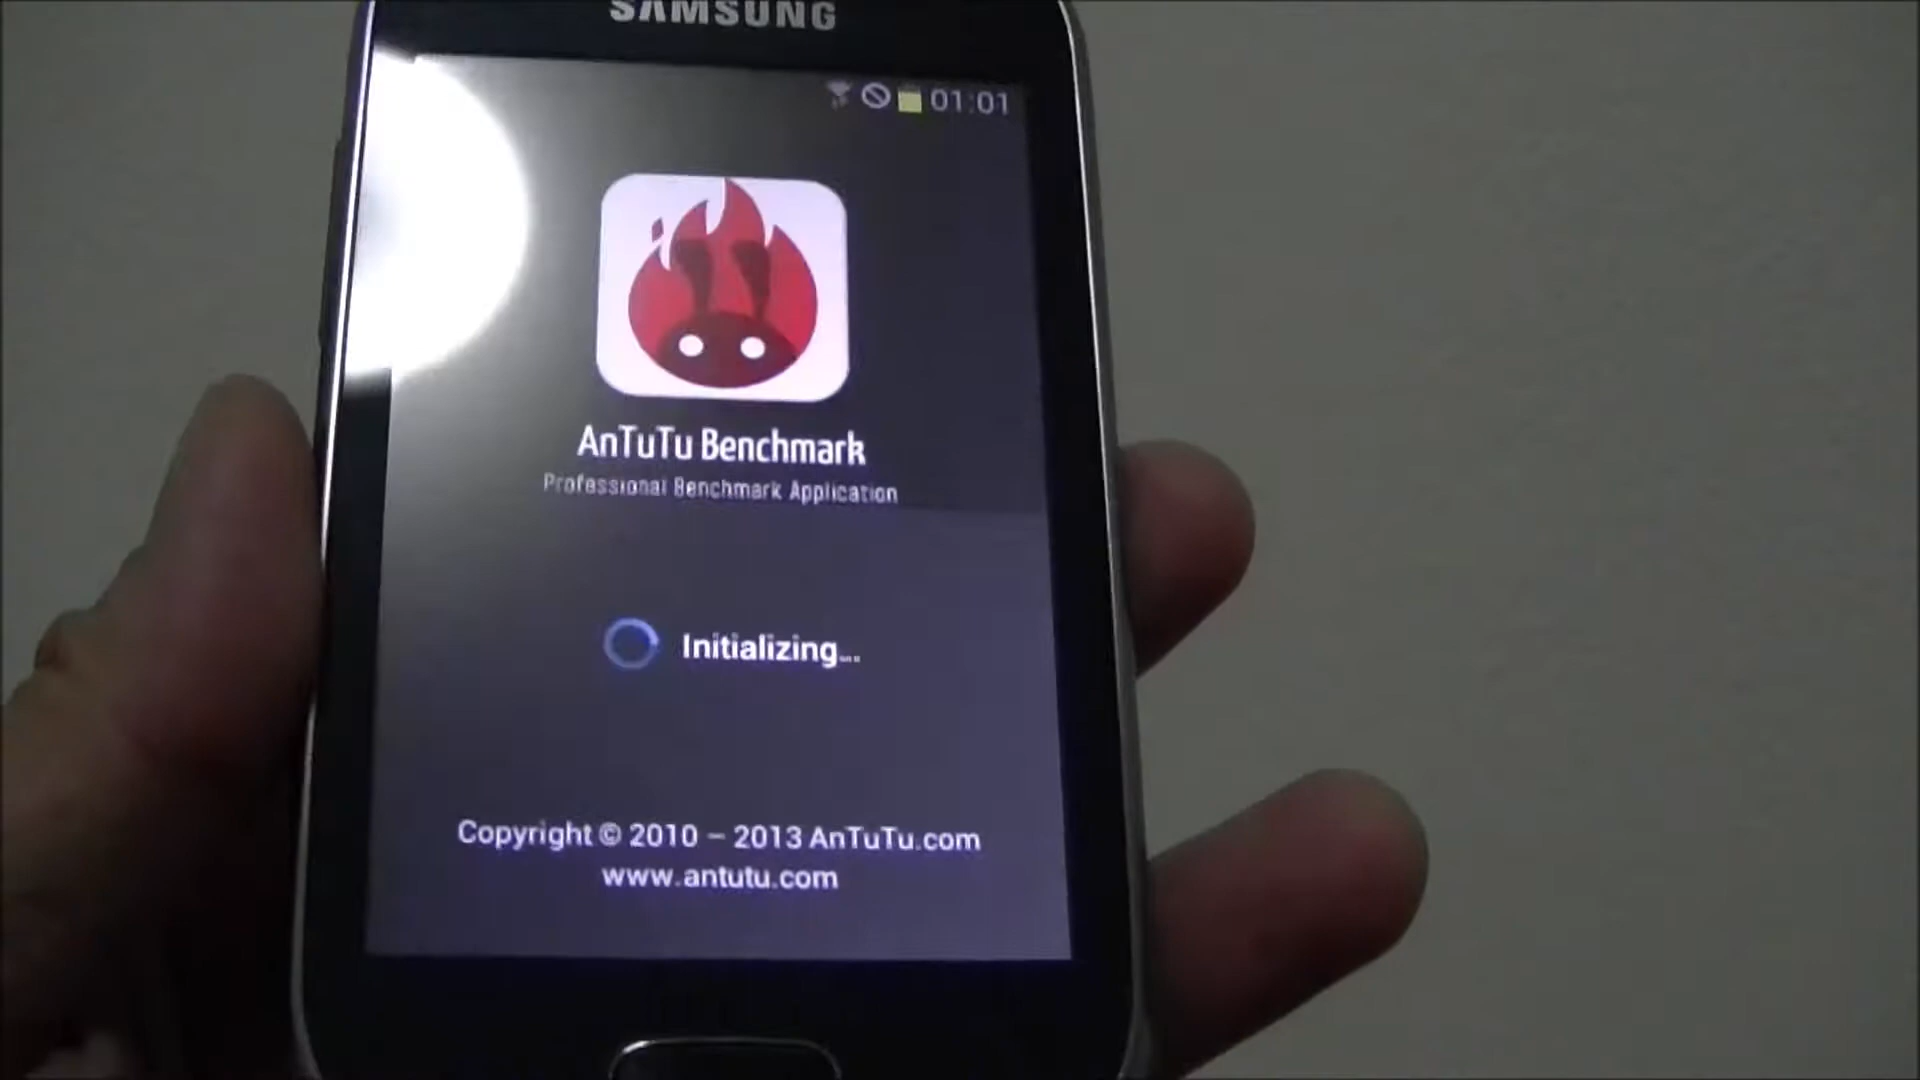 SAMSUNG
01:01
AnTuTu Benchmark
Professional Benchmark Application
Initializing...
Copyright © 2010 – 2013 AnTuTu.com
www.antutu.com